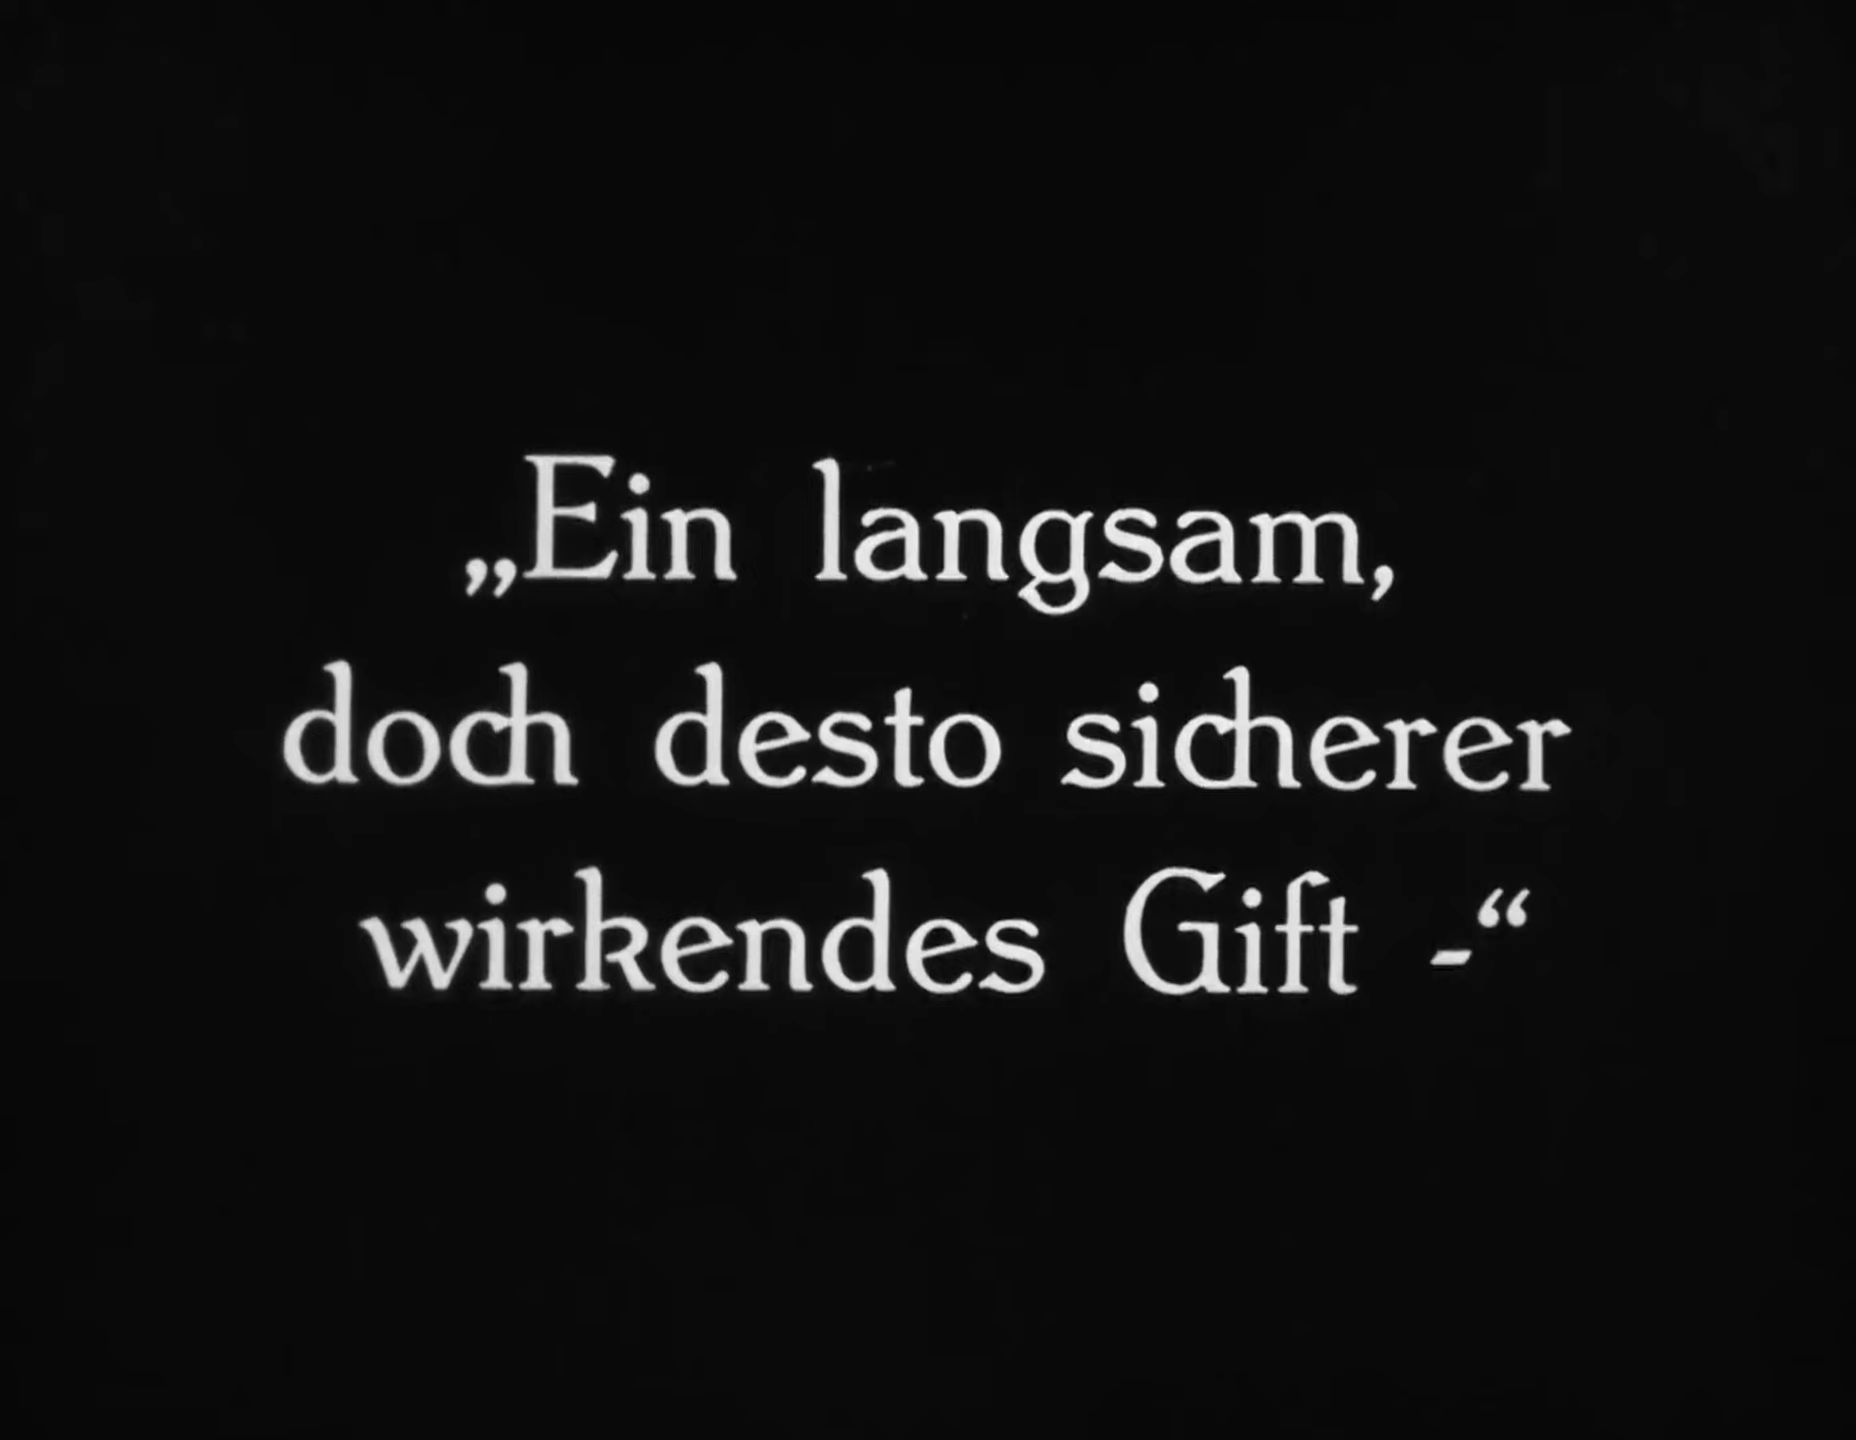 „Ein langsam,
doch desto sicherer
wirkendes Gift -“